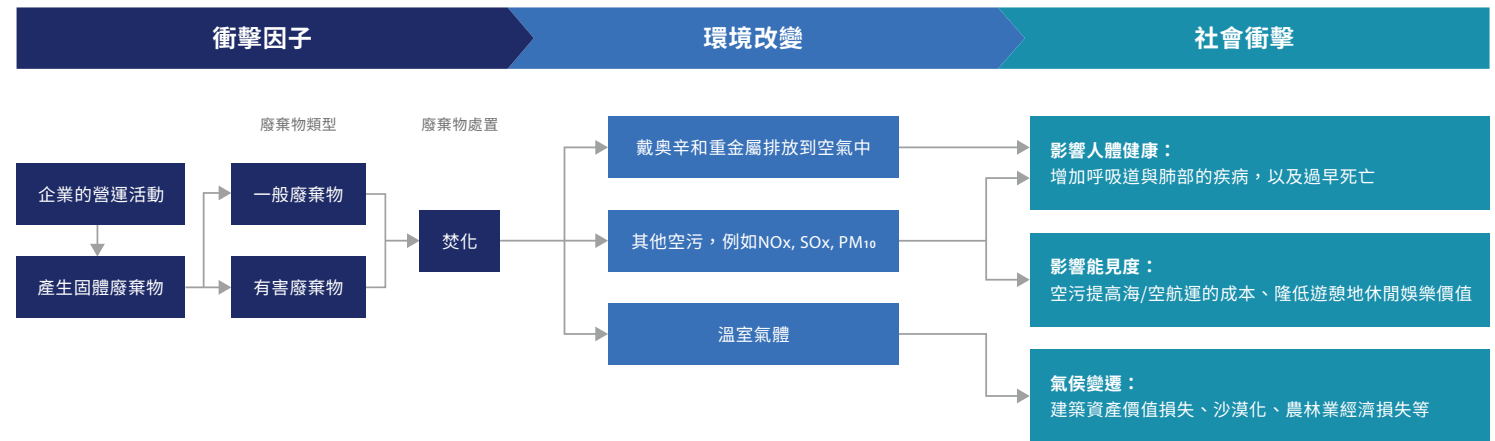 衝擊因子
環境改變
社會衝擊
廢棄物類型
廢棄物處置
企業的營運活動
產生固體廢棄物
一般廢棄物
有害廢棄物
焚化
戴奧辛和重金屬排放到空氣中
其他空污，例如NOx, SOx, PM₁₀
溫室氣體
影響人體健康：
增加呼吸道與肺部的疾病，以及過早死亡
影響能見度：
空污提高海/空航運的成本、降低遊憩地休閒娛樂價值
氣侯變遷：
建築資產價值損失、沙漠化、農林業經濟損失等